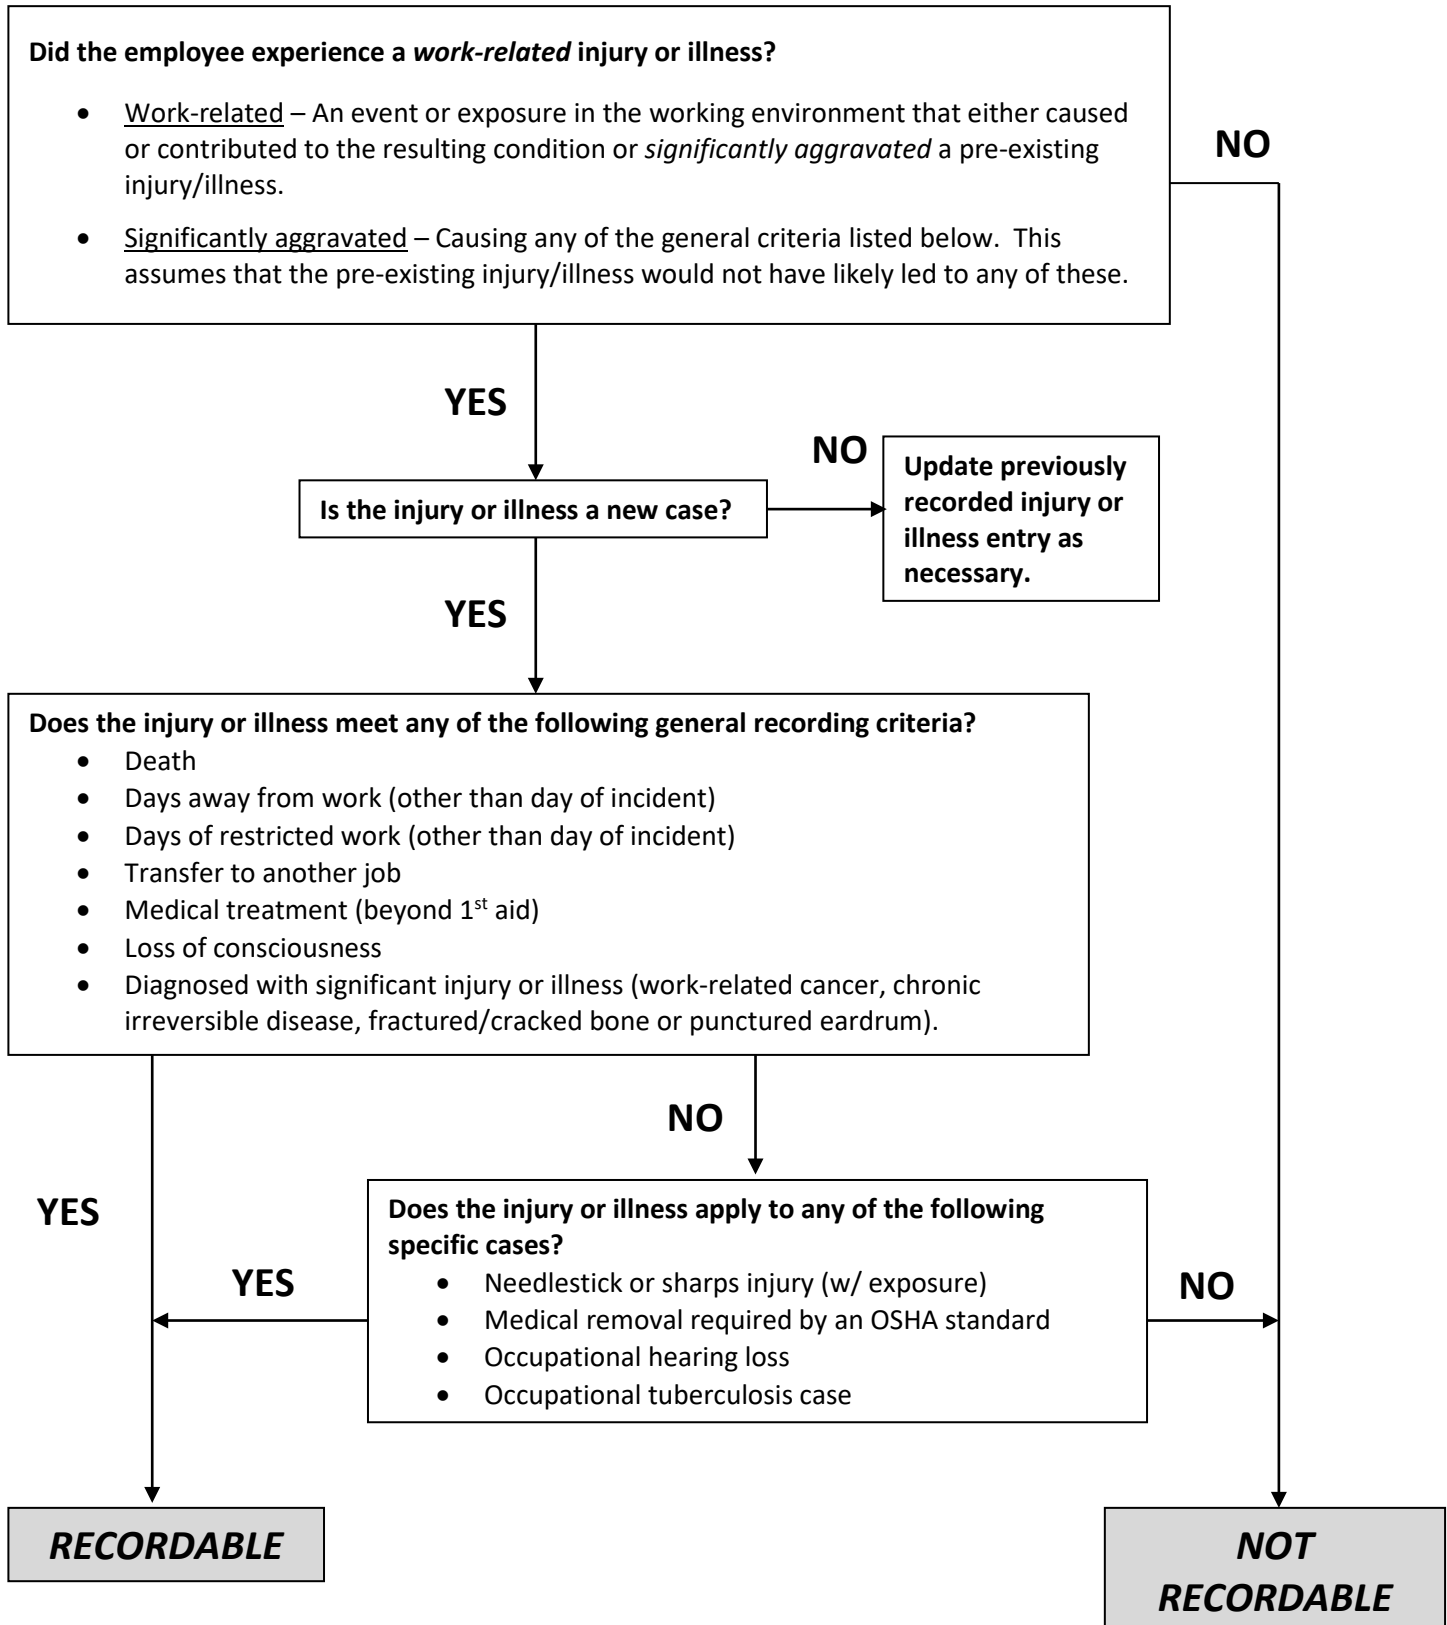 Did the employee experience a work-related injury or illness?
• Work-related – An event or exposure in the working environment that either caused
or contributed to the resulting condition or significantly aggravated a pre-existing
injury/illness.
• Significantly aggravated – Causing any of the general criteria listed below.  This
assumes that the pre-existing injury/illness would not have likely led to any of these.
NO
YES
Is the injury or illness a new case?
NO
Update previously
recorded injury or
illness entry as
necessary.
YES
Does the injury or illness meet any of the following general recording criteria?
• Death
• Days away from work (other than day of incident)
• Days of restricted work (other than day of incident)
• Transfer to another job
• Medical treatment (beyond 1st aid)
• Loss of consciousness
• Diagnosed with significant injury or illness (work-related cancer, chronic
irreversible disease, fractured/cracked bone or punctured eardrum).
NO
YES
Does the injury or illness apply to any of the following
specific cases?
• Needlestick or sharps injury (w/ exposure)
• Medical removal required by an OSHA standard
• Occupational hearing loss
• Occupational tuberculosis case
YES
NO
RECORDABLE
NOT
RECORDABLE